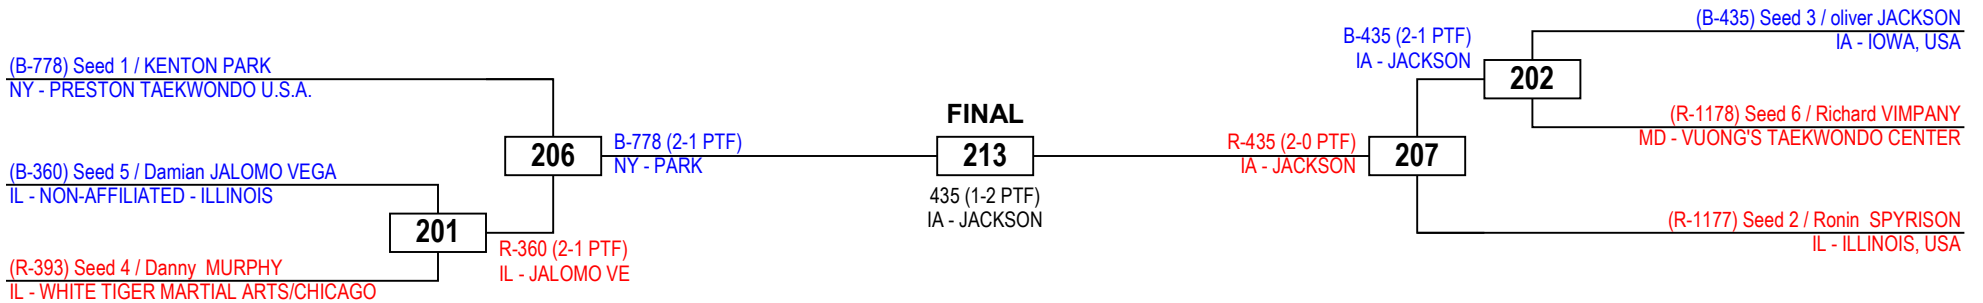 (B-778) Seed 1 / KENTON PARK
NY - PRESTON TAEKWONDO U.S.A.
(B-360) Seed 5 / Damian JALOMO VEGA
IL - NON-AFFILIATED - ILLINOIS
(R-393) Seed 4 / Danny  MURPHY
IL - WHITE TIGER MARTIAL ARTS/CHICAGO
201
R-360 (2-1 PTF)
IL - JALOMO VE
206
B-778 (2-1 PTF)
NY - PARK
FINAL
213
435 (1-2 PTF)
IA - JACKSON
R-435 (2-0 PTF)
IA - JACKSON
207
B-435 (2-1 PTF)
IA - JACKSON
202
(B-435) Seed 3 / oliver JACKSON
IA - IOWA, USA
(R-1178) Seed 6 / Richard VIMPANY
MD - VUONG'S TAEKWONDO CENTER
(R-1177) Seed 2 / Ronin  SPYRISON
IL - ILLINOIS, USA